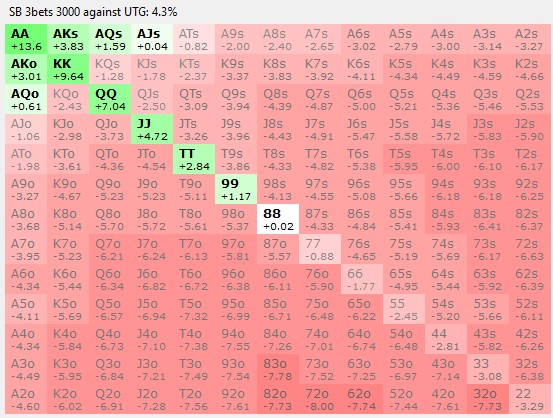 SB 3bets 3000 against UTG: 4.3%
AA AKs AQs AJs ATs A9s A8s A7s A6s A5s A4s A3s A2s
+13.6 +3.83 +1.59 +0.04 -0.82 -2.00 -2.40 -2.65 -3.02 -2.79 -3.00 -3.14 -3.27
AKo KK KQs KJs KTs K9s K8s K7s K6s K5s K4s K3s K2s
+3.01 +9.64 -1.28 -1.78 -2.37 -3.37 -3.83 -3.92 -4.11 -4.34 -4.49 -4.59 -4.66
AQo KQo QQ QJs QTs Q9s Q8s Q7s Q6s Q5s Q4s Q3s Q2s
+0.61 -2.43 +7.04 -2.50 -3.09 -3.94 -4.39 -4.87 -5.00 -5.21 -5.36 -5.46 -5.53
AJo KJo QJo JJ JTs J9s J8s J7s J6s J5s J4s J3s J2s
-1.06 -2.98 -3.73 +4.72 -3.26 -3.96 -4.43 -4.91 -5.47 -5.58 -5.72 -5.83 -5.90
ATo KTo QTo JTo TT T9s T8s T7s T6s T5s T4s T3s T2s
-1.98 -3.61 -4.36 -4.54 +2.84 -3.86 -4.33 -4.82 -5.38 -5.95 -6.00 -6.10 -6.17
A9o K9o Q9o J9o T9o 99 98s 97s 96s 95s 94s 93s 92s
-3.27 -4.67 -5.23 -5.23 -5.11 +1.17 -4.13 -4.55 -5.08 -5.66 -6.18 -6.18 -6.25
A8o K8o Q8o J8o T8o 98o 88 87s 86s 85s 84s 83s 82s
-3.68 -5.14 -5.70 -5.72 -5.61 -5.37 +0.02 -4.33 -4.84 -5.41 -5.93 -6.41 -6.37
A7o K7o Q7o J7o T7o 97o 87o 77 76s 75s 74s 73s 72s
-3.95 -5.23 -6.21 -6.24 -6.13 -5.81 -5.57 -0.88 -4.65 -5.19 -5.69 -6.17 -6.63
A6o K6o Q6o J6o T6o 96o 86o 76o 66 65s 64s 63s 62s
-4.34 -5.44 -6.34 -6.82 -6.72 -6.38 -6.11 -5.90 -1.77 -4.95 -5.44 -5.92 -6.39
A5o K5o Q5o J5o T5o 95o 85o 75o 65o 55 54s 53s 52s
-4.11 -5.69 -6.57 -6.94 -7.32 -6.99 -6.71 -6.48 -6.22 -2.45 -5.20 -5.66 -6.11
A4o K4o Q4o J4o T4o 94o 84o 74o 64o 54o 44 43s 42s
-4.34 -5.84 -6.73 -7.10 -7.38 -7.55 -7.26 -7.01 -6.74 -6.48 -2.81 -5.82 -6.26
A3o K3o Q3o J3o T3o 93o 83o 73o 63o 53o 43o 33 32s
-4.49 -5.95 -6.84 -7.21 -7.49 -7.54 -7.78 -7.52 -7.25 -6.97 -7.14 -3.08 -6.38
A2o K2o Q2o J2o T2o 92o 82o 72o 62o 52o 42o 32o 22
-4.60 -6.02 -6.91 -7.28 -7.56 -7.61 -7.73 -8.00 -7.74 -7.44 -7.61 -7.73 -3.29